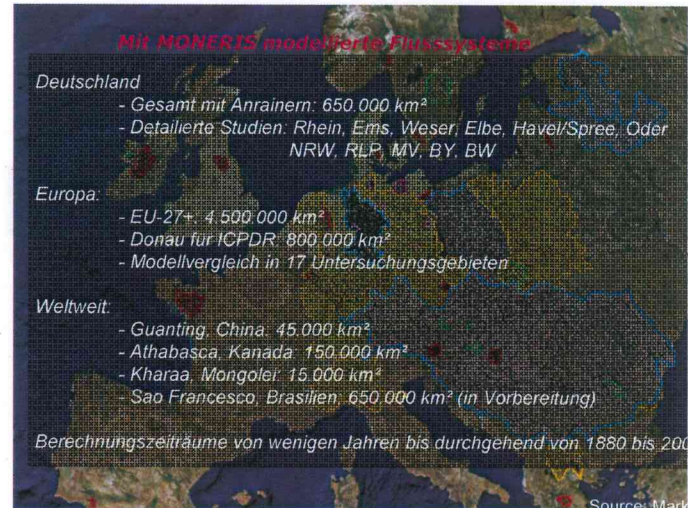 Mit MONERIS modellierte Flusssysteme
Deutschland
- Gesamt mit Anrainern: 650.000 km²
- Detailierte Studien: Rhein, Ems, Weser, Elbe, Havel/Spree, Oder
NRW, RLP, MV, BY, BW
Europa:
- EU-27+: 4.500.000 km²
- Donau für ICPDR: 800.000 km²
- Modellvergleich in 17 Untersuchungsgebieten
Weltweit:
- Guanting, China: 45.000 km²
- Athabasca, Kanada: 150.000 km²
- Kharaa, Mongolei: 15.000 km²
- Sao Francesco, Brasilien, 650.000 km² (in Vorbereitung)
Berechnungszeiträume von wenigen Jahren bis durchgehend von 1880 bis 200
Source: Mark